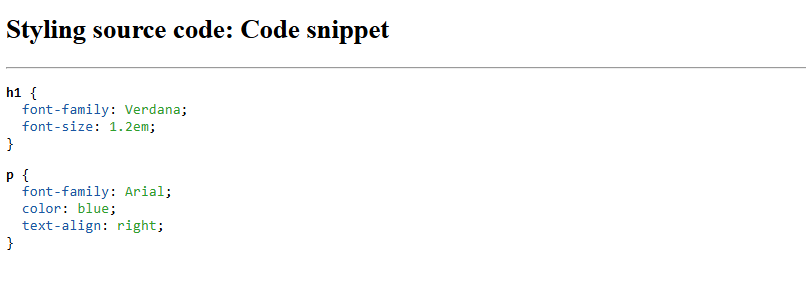 Styling source code: Code snippet
h1 {
  font-family: Verdana;
  font-size: 1.2em;
}
p {
  font-family: Arial;
  color: blue;
  text-align: right;
}